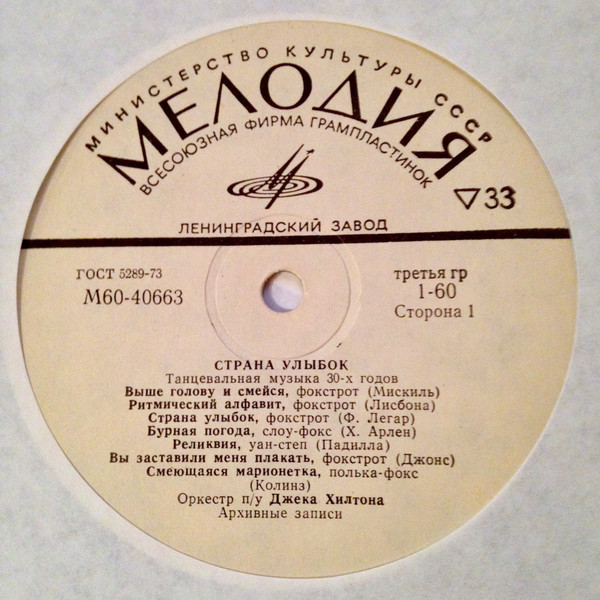 МИНИСТЕРСТВО КУЛЬТУРЫ СССР
МЕЛОДИЯ
ВСЕСОЮЗНАЯ ФИРМА ГРАМПЛАСТИНОК
33
ЛЕНИНГРАДСКИЙ ЗАВОД
ГОСТ 5289-73
М60-40663
третья гр
1-60
Сторона 1
СТРАНА УЛЫБОК
Танцевальная музыка 30-х годов
Выше голову и смейся, фокстрот (Мискиль)
Ритмический алфавит, фокстрот (Лисбона)
Страна улыбок, фокстрот (Ф. Легар)
Бурная погода, слоу-фокс (Х. Арлен)
Реликвия, уан-степ (Падилла)
Вы заставили меня плакать, фокстрот (Джонс)
Смеющаяся марионетка, полька-фокс
(Колинз)
Оркестр п/у Джека Хилтона
Архивные записи